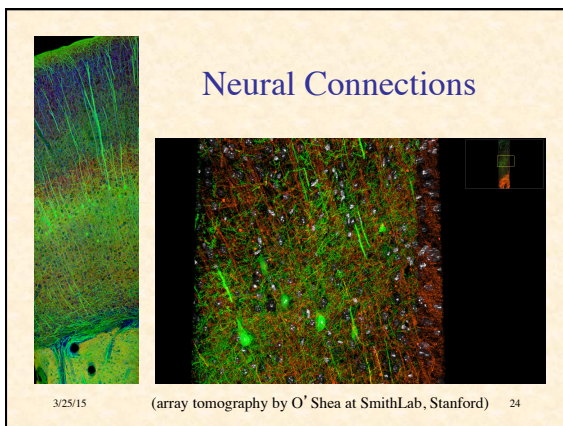 Neural Connections
3/25/15
(array tomography by O’Shea at SmithLab, Stanford)
24